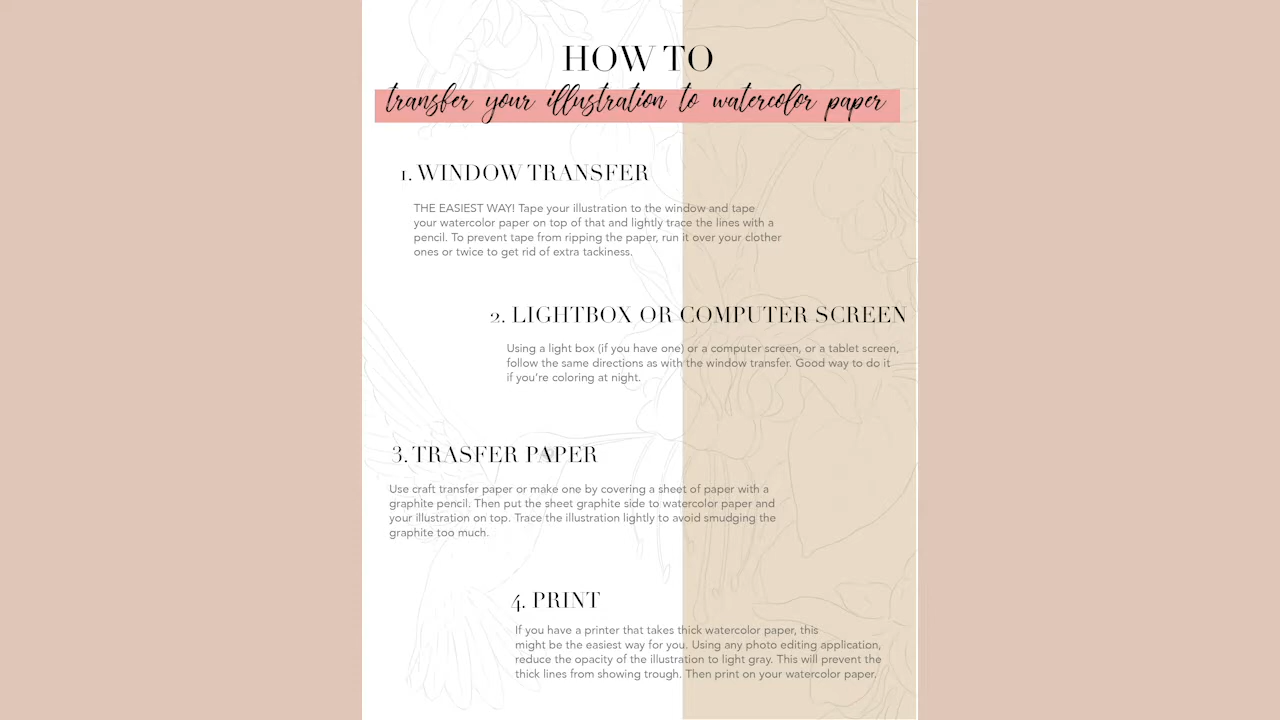 HOW TO
transfer your illustration to watercolor paper
1. WINDOW TRANSFER
THE EASIEST WAY! Tape your illustration to the window and tape
your watercolor paper on top of that and lightly trace the lines with a
pencil. To prevent tape from ripping the paper, run it over your clother
ones or twice to get rid of extra tackiness.
2. LIGHTBOX OR COMPUTER SCREEN
Using a light box (if you have one) or a computer screen, or a tablet screen,
follow the same directions as with the window transfer. Good way to do it
if you're coloring at night.
3. TRASFER PAPER
Use craft transfer paper or make one by covering a sheet of paper with a
graphite pencil. Then put the sheet graphite side to watercolor paper and
your illustration on top. Trace the illustration lightly to avoid smudging the
graphite too much.
4. PRINT
If you have a printer that takes thick watercolor paper, this
might be the easiest way for you. Using any photo editing application,
reduce the opacity of the illustration to light gray. This will prevent the
thick lines from showing trough. Then print on your watercolor paper.